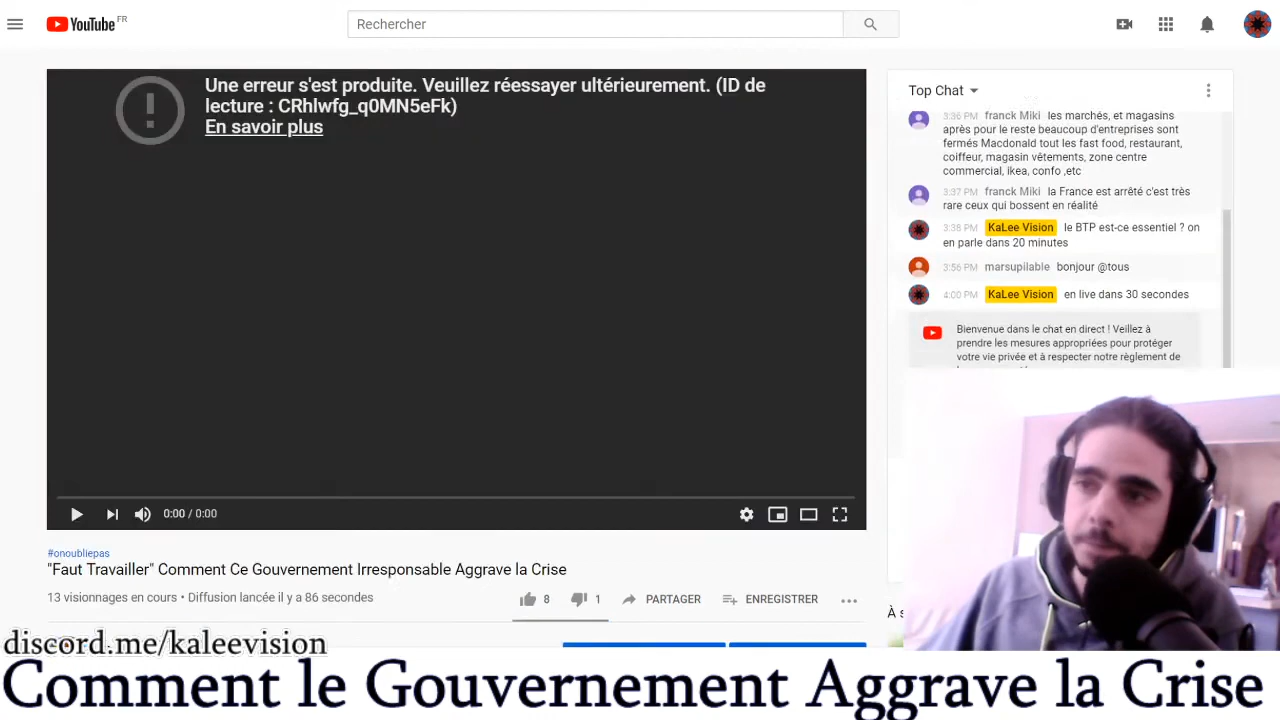 YouTube FR
Rechercher
Une erreur s'est produite. Veuillez réessayer ultérieurement. (ID de
lecture : CRhlwfg_q0MN5eFk)
En savoir plus
0:00 / 0:00
#onoubliepas
"Faut Travailler" Comment Ce Gouvernement Irresponsable Aggrave la Crise
13 visionnages en cours • Diffusion lancée il y a 86 secondes
8
1
PARTAGER
ENREGISTRER
Top Chat
3:36 PM franck Miki les marchés, et magasins
après pour le reste beaucoup d'entreprises sont
fermés Macdonald tout les fast food, restaurant,
coiffeur, magasin vêtements, zone centre
commercial, ikea, confo ,etc
3:37 PM franck Miki la France est arrêté c'est très
rare ceux qui bossent en réalité
3:38 PM KaLee Vision le BTP est-ce essentiel ? on
en parle dans 20 minutes
3:56 PM marsupilable bonjour @tous
4:00 PM KaLee Vision en live dans 30 secondes
Bienvenue dans le chat en direct ! Veillez à
prendre les mesures appropriées pour protéger
votre vie privée et à respecter notre règlement de
discord.me/kaleevision
Comment le Gouvernement Aggrave la Crise